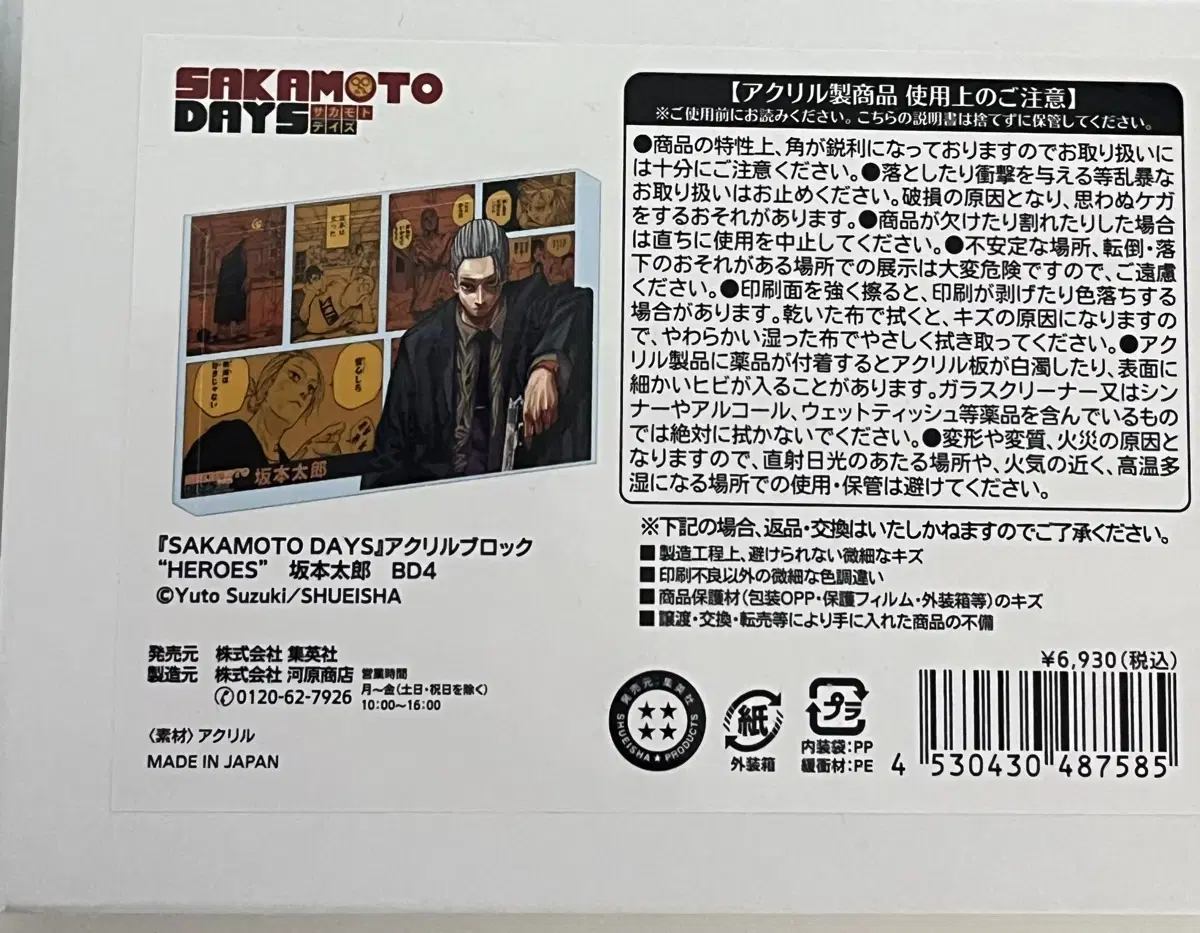 SAKAMOTO
DAYS
サカモト
デイズ
坂本太郎
『SAKAMOTO DAYS』アクリルブロック
“HEROES” 坂本太郎 BD4
©Yuto Suzuki/SHUEISHA
発売元 株式会社 集英社
製造元 株式会社 河原商店
0120-62-7926
営業時間
月～金(土日・祝日を除く)
10:00～16:00
〈素材〉アクリル
MADE IN JAPAN
【アクリル製商品 使用上のご注意】
※ご使用前にお読みください。こちらの説明書は捨てずに保管してください。
●商品の特性上、角が鋭利になっておりますのでお取り扱いに
は十分にご注意ください。●落としたり衝撃を与える等乱暴な
お取り扱いはお止めください。破損の原因となり、思わぬケガ
をするおそれがあります。●商品が欠けたり割れたりした場合
は直ちに使用を中止してください。●不安定な場所、転倒・落
下のおそれがある場所での展示は大変危険ですので、ご遠慮
ください。●印刷面を強く擦ると、印刷が剥げたり色落ちする
場合があります。乾いた布で拭くと、キズの原因になりますの
で、やわらかい湿った布でやさしく拭き取ってください。●アク
リル製品に薬品が付着するとアクリル板が白濁したり、表面に
細かいヒビが入ることがあります。ガラスクリーナー又はシン
ナーやアルコール、ウェットティッシュ等薬品を含んでいるもの
では絶対に拭かないでください。●変形や変質、火災の原因と
なりますので、直射日光のあたる場所や、火気の近く、高温多
湿になる場所での使用・保管は避けてください。
※下記の場合、返品・交換はいたしかねますのでご了承ください。
■製造工程上、避けられない微細なキズ
■印刷不良以外の微細な色調違い
■商品保護材(包装OPP・保護フィルム・外装箱等)のキズ
■譲渡・交換・転売等により手に入れた商品の不備
¥6,930(税込)
発売元:集英社
SHUEISHA★PRODUCTS
紙
外装箱
プラ
内装袋:PP
緩衝材:PE
4 530430 487585